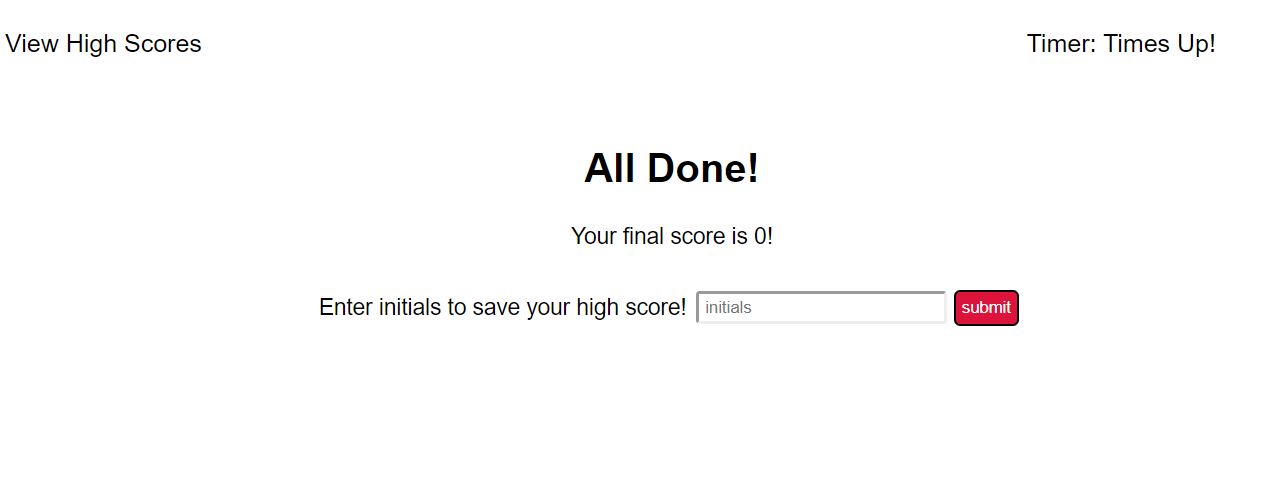 View High Scores
Timer: Times Up!
All Done!
Your final score is 0!
Enter initials to save your high score! initials submit